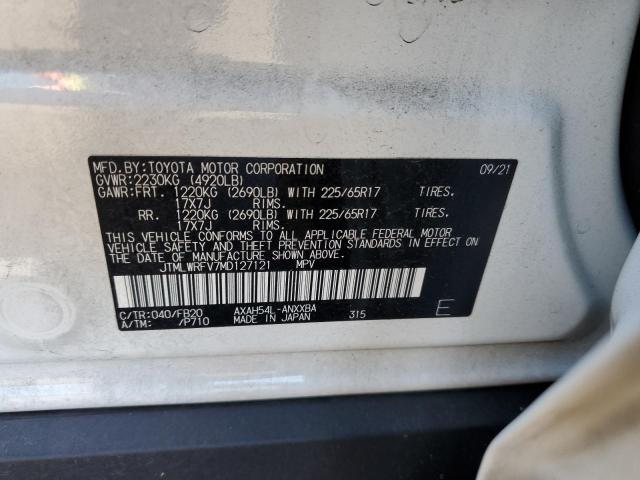 MFD. BY: TOYOTA MOTOR CORPORATION 09/21
GVWR: 2230KG (4920LB)
GAWR: FRT. 1220KG (2690LB) WITH 225/65R17 TIRES.
17X7J RIMS.
RR. 1220KG (2690LB) WITH 225/65R17 TIRES.
17X7J RIMS.
THIS VEHICLE CONFORMS TO ALL APPLICABLE FEDERAL MOTOR
VEHICLE SAFETY AND THEFT PREVENTION STANDARDS IN EFFECT ON
THE DATE OF MANUFACTURE SHOWN ABOVE.
JTMLWRFV7MD127121 MPV
C/TR: 040/FB20 AXAH54L-ANXXBA
A/TM: /P710 MADE IN JAPAN 315 E